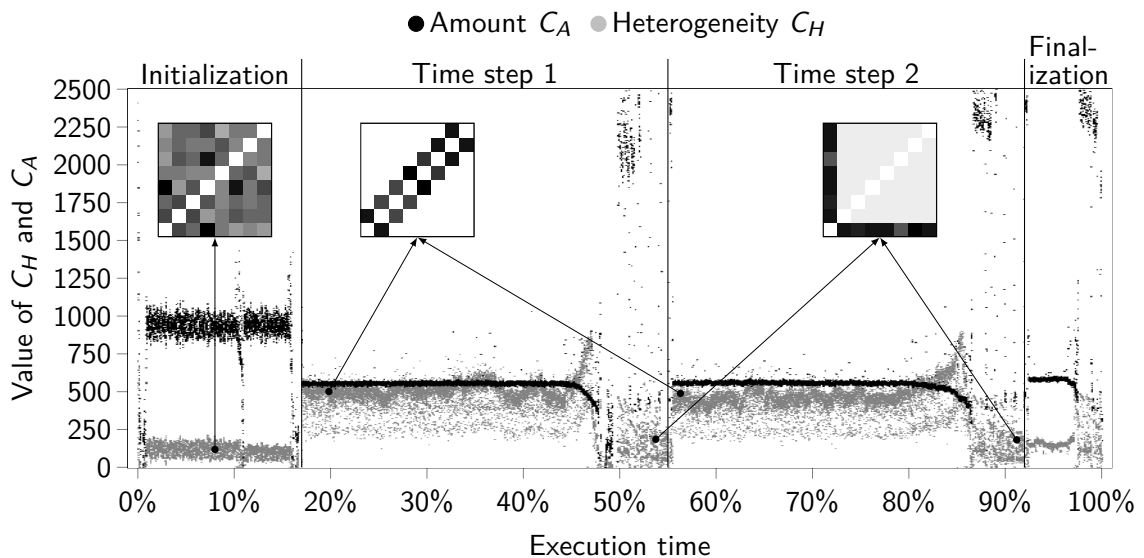 Amount C_A Heterogeneity C_H
Initialization
Time step 1
Time step 2
Final-
ization
Value of C_H and C_A
2500
2250
2000
1750
1500
1250
1000
750
500
250
0
0% 10% 20% 30% 40% 50% 60% 70% 80% 90% 100%
Execution time